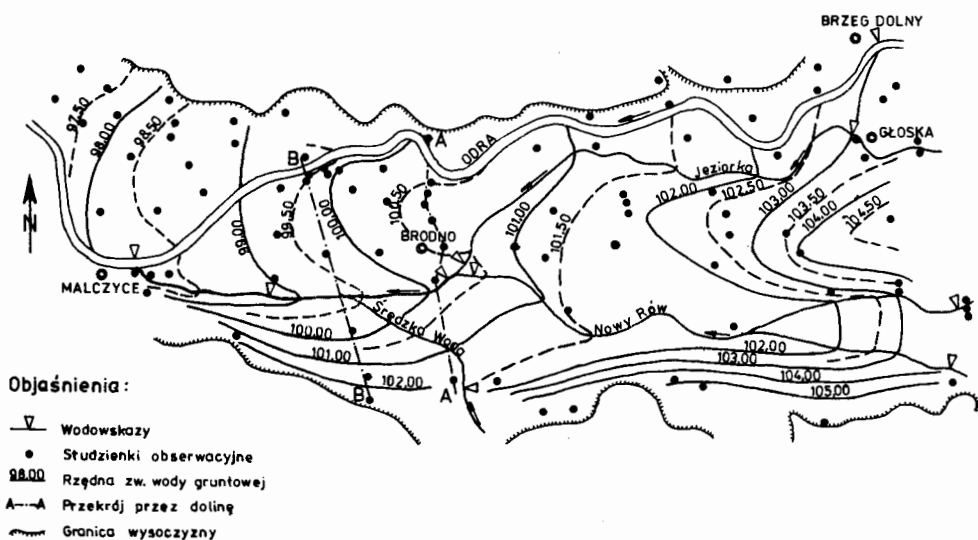 BRZEG DOLNY
GŁOSKA
ODRA
Jeziorka
A
B
97.50
98.00
98.50
99.00
99.50
100.00
100.50
101.00
101.50
102.00
102.50
103.00
103.50
104.00
104.50
BRODNO
MALCZYCE
N
Średzka Woda
Nowy Rów
100.00
101.00
102.00
B
A
102.00
103.00
104.00
105.00
Objaśnienia:
Wodowskazy
Studzienki obserwacyjne
98.00 Rzędna zw. wody gruntowej
A—·—A Przekrój przez dolinę
Granica wysoczyzny